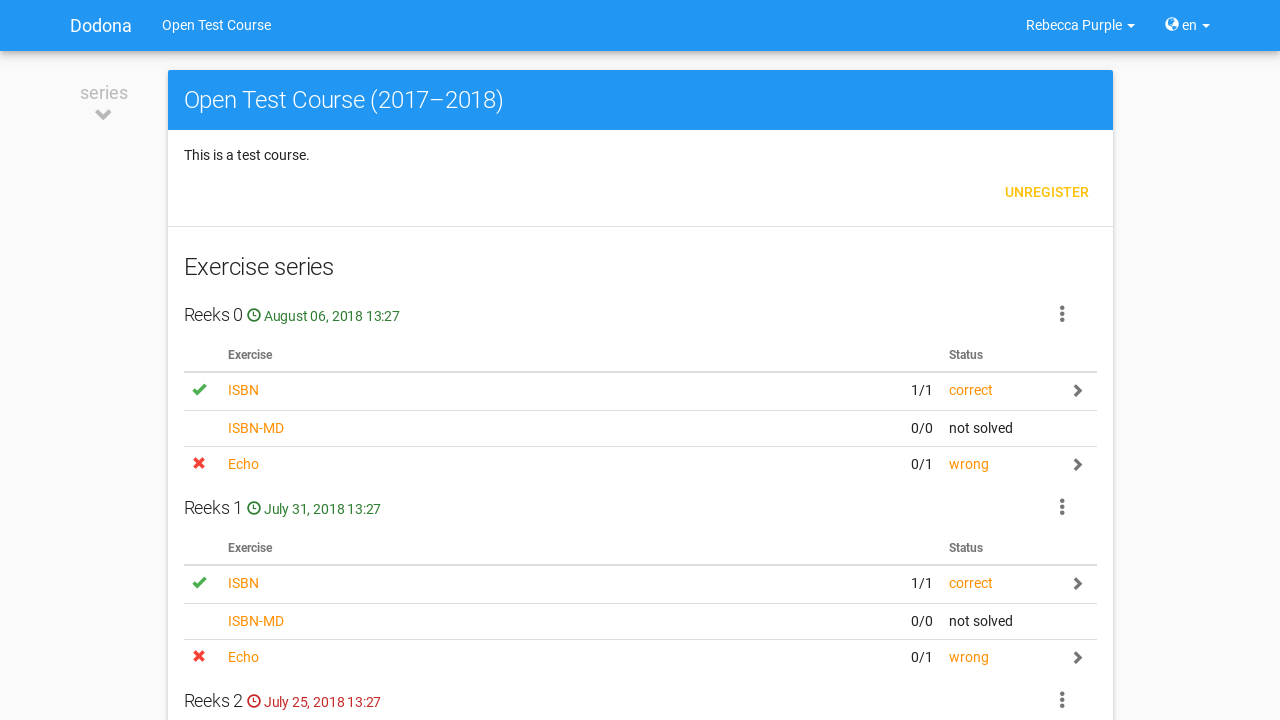 Dodona Open Test Course Rebecca Purple en
series
Open Test Course (2017–2018)
This is a test course.
UNREGISTER
Exercise series
Reeks 0 August 06, 2018 13:27
Exercise Status
ISBN 1/1 correct
ISBN-MD 0/0 not solved
Echo 0/1 wrong
Reeks 1 July 31, 2018 13:27
Exercise Status
ISBN 1/1 correct
ISBN-MD 0/0 not solved
Echo 0/1 wrong
Reeks 2 July 25, 2018 13:27